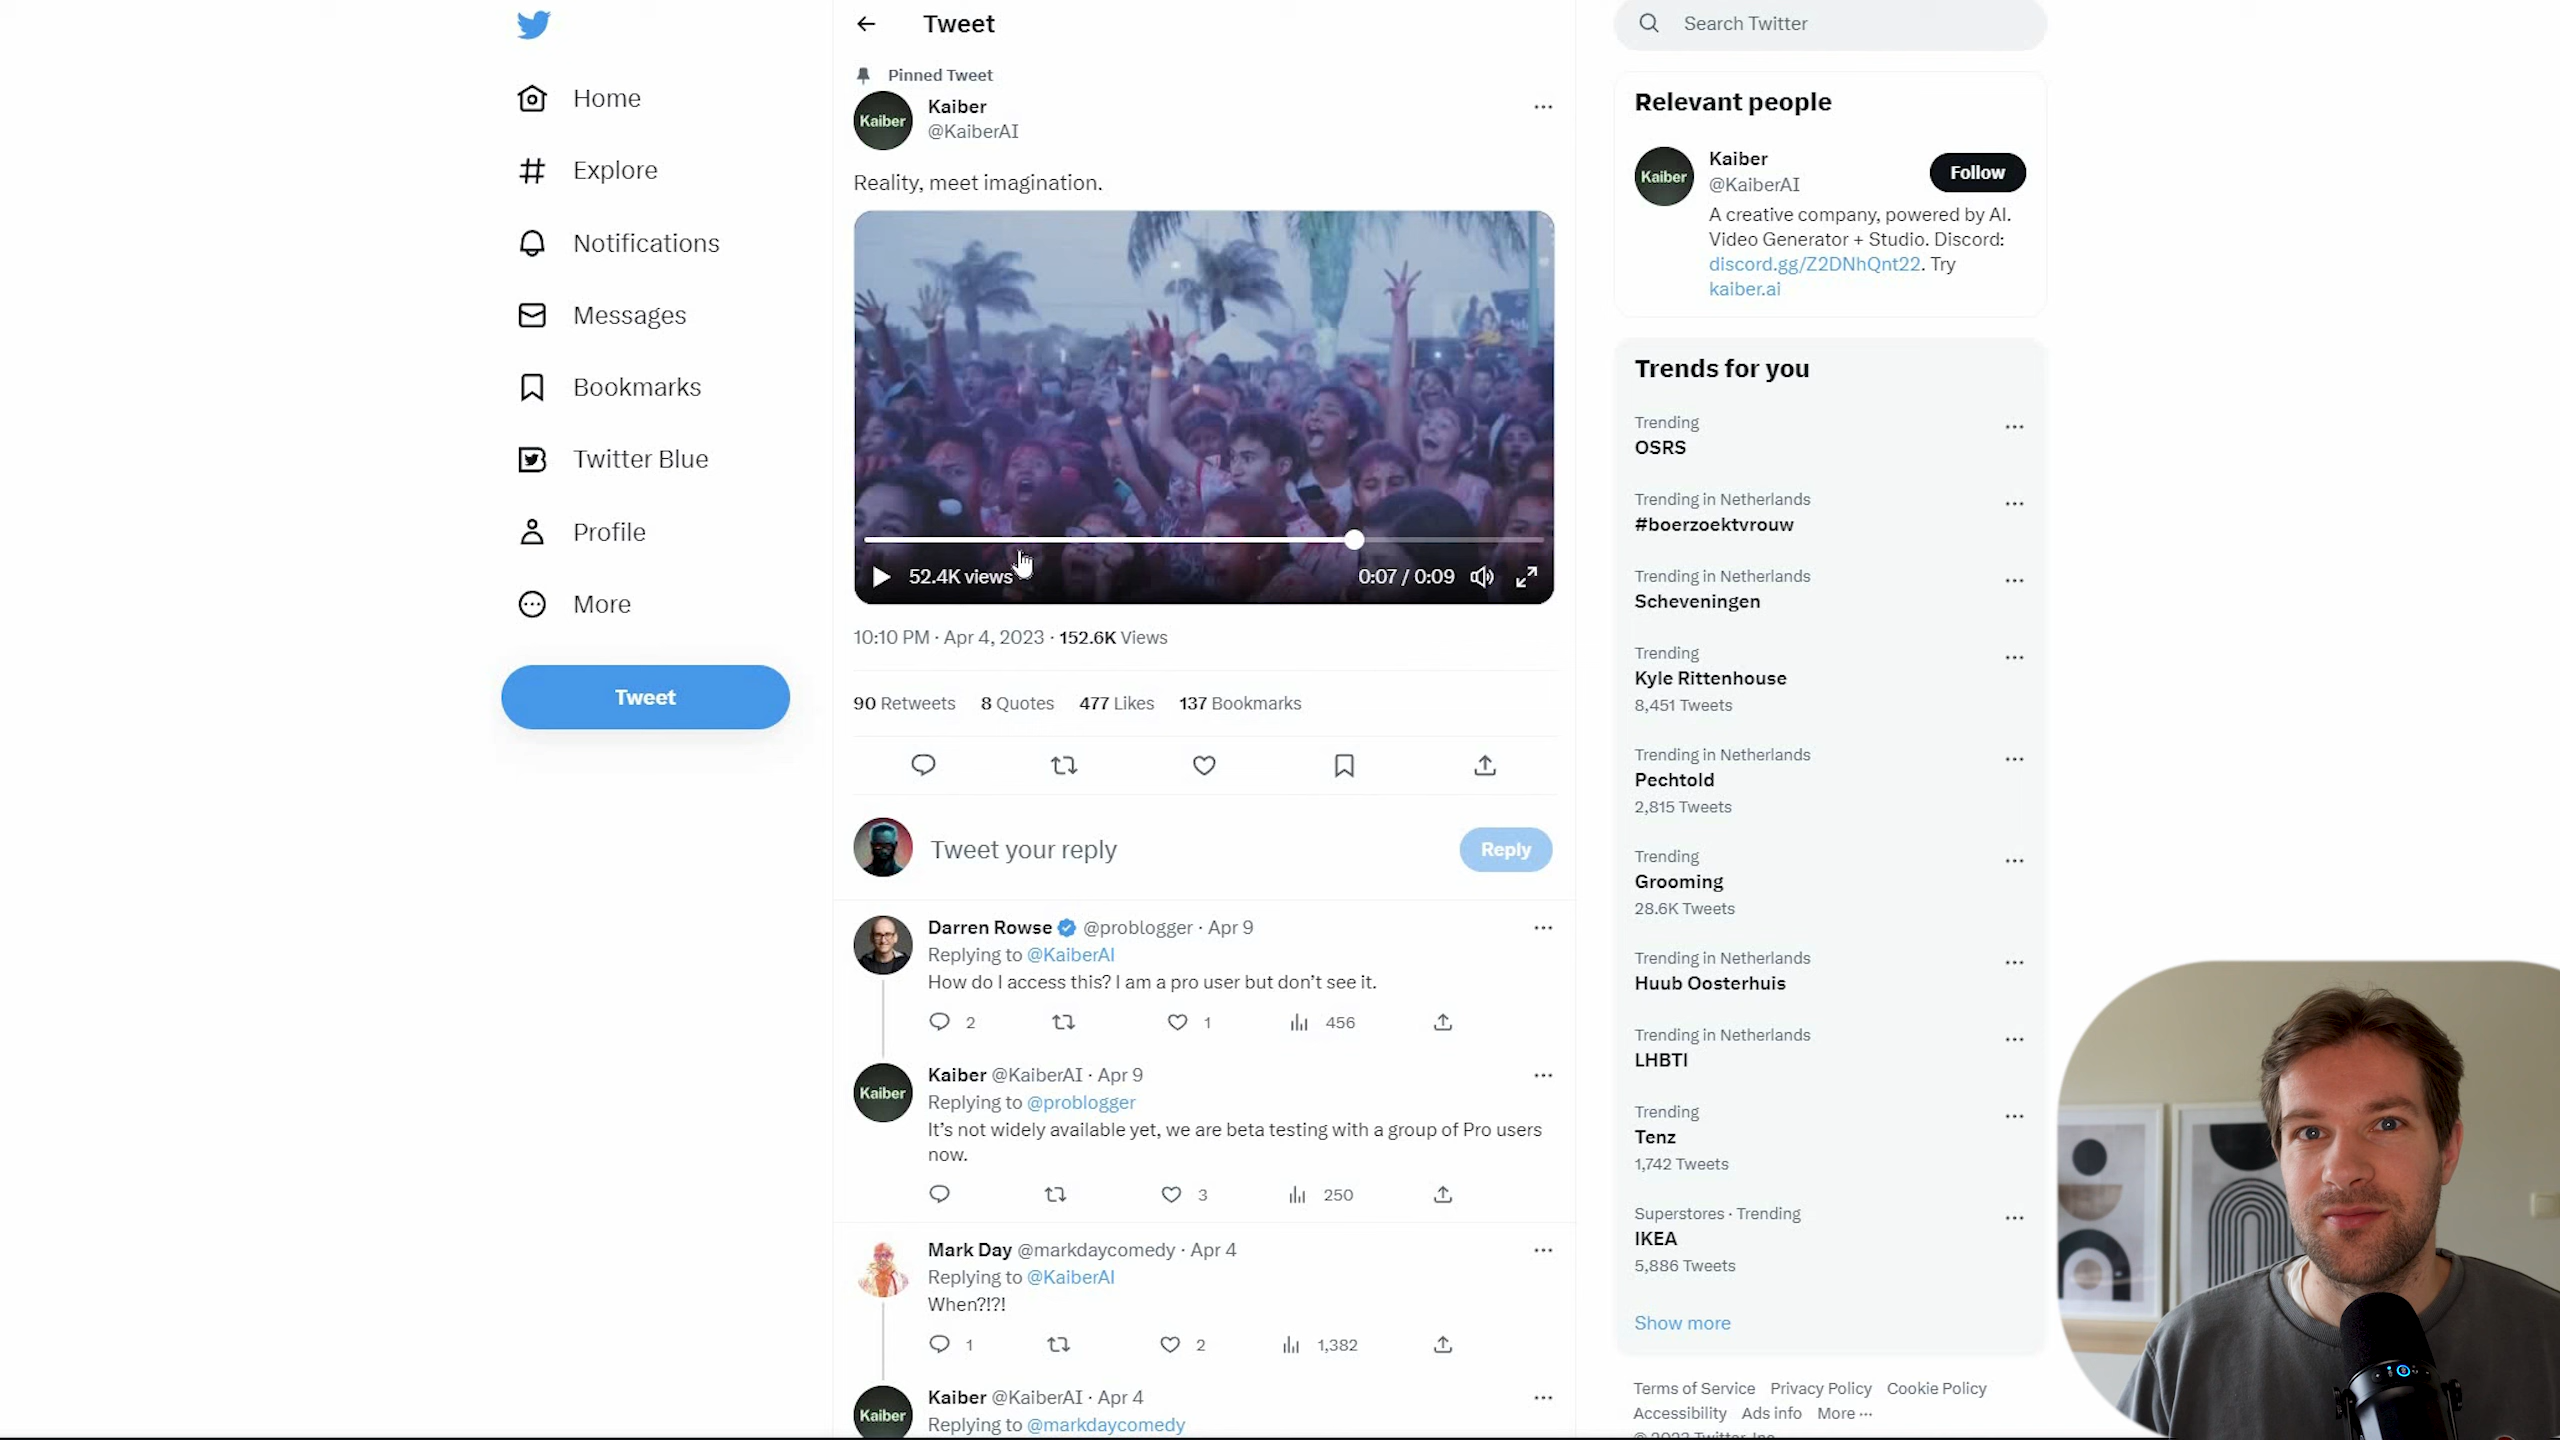 Home
Explore
Notifications
Messages
Bookmarks
Twitter Blue
Profile
More
Tweet
Tweet
Pinned Tweet
Kaiber
Kaiber
@KaiberAI
Reality, meet imagination.
52.4K views
0:07 / 0:09
10:10 PM · Apr 4, 2023 · 152.6K Views
90 Retweets 8 Quotes 477 Likes 137 Bookmarks
Tweet your reply
Reply
Darren Rowse @problogger · Apr 9
Replying to @KaiberAI
How do I access this? I am a pro user but don't see it.
2 1 456
Kaiber
Kaiber @KaiberAI · Apr 9
Replying to @problogger
It's not widely available yet, we are beta testing with a group of Pro users
now.
3 250
Mark Day @markdaycomedy · Apr 4
Replying to @KaiberAI
When?!?!
1 2 1,382
Kaiber
Kaiber @KaiberAI · Apr 4
Replying to @markdaycomedy
Search Twitter
Relevant people
Kaiber
Kaiber
@KaiberAI
Follow
A creative company, powered by AI.
Video Generator + Studio. Discord:
discord.gg/Z2DNhQnt22. Try
kaiber.ai
Trends for you
Trending
OSRS
Trending in Netherlands
#boerzoektvrouw
Trending in Netherlands
Scheveningen
Trending
Kyle Rittenhouse
8,451 Tweets
Trending in Netherlands
Pechtold
2,815 Tweets
Trending
Grooming
28.6K Tweets
Trending in Netherlands
Huub Oosterhuis
Trending in Netherlands
LHBTI
Trending
Tenz
1,742 Tweets
Superstores · Trending
IKEA
5,886 Tweets
Show more
Terms of Service Privacy Policy Cookie Policy
Accessibility Ads info More ···
© 2023 Twitter, Inc.